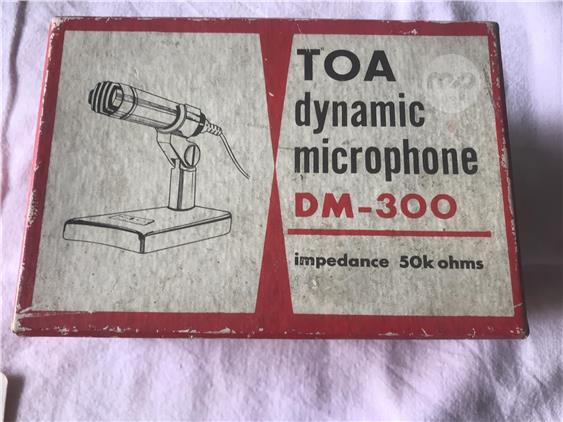 TOA
dynamic
microphone
DM-300
impedance 50k ohms